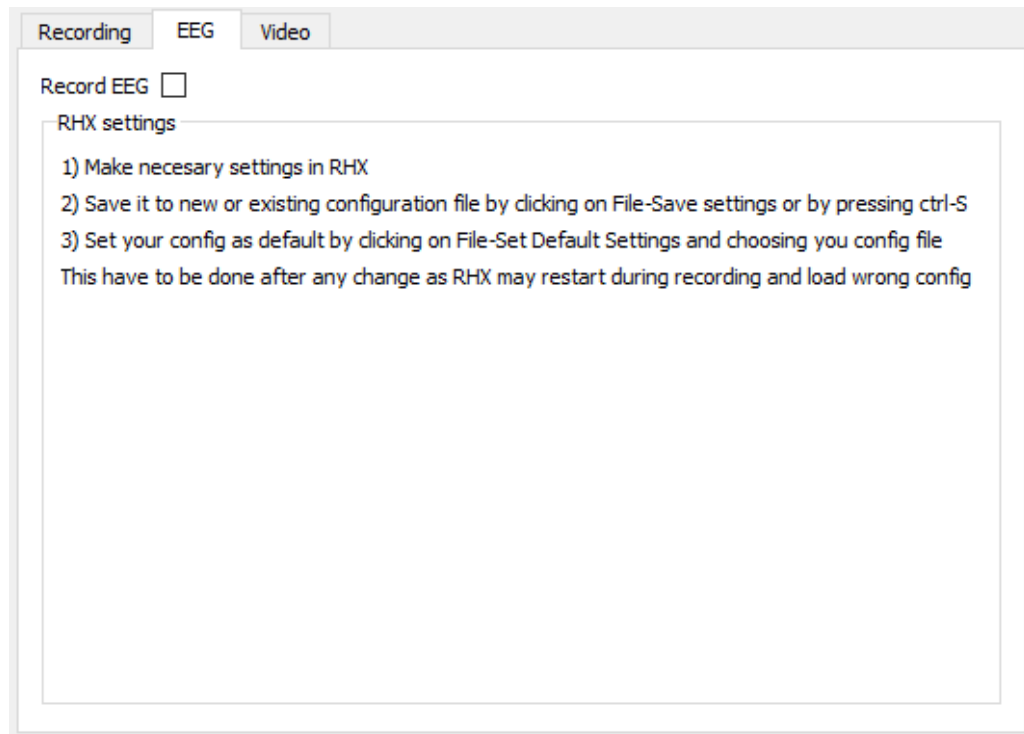 Recording EEG Video
Record EEG
RHX settings
1) Make necesary settings in RHX
2) Save it to new or existing configuration file by clicking on File-Save settings or by pressing ctrl-S
3) Set your config as default by clicking on File-Set Default Settings and choosing you config file
This have to be done after any change as RHX may restart during recording and load wrong config